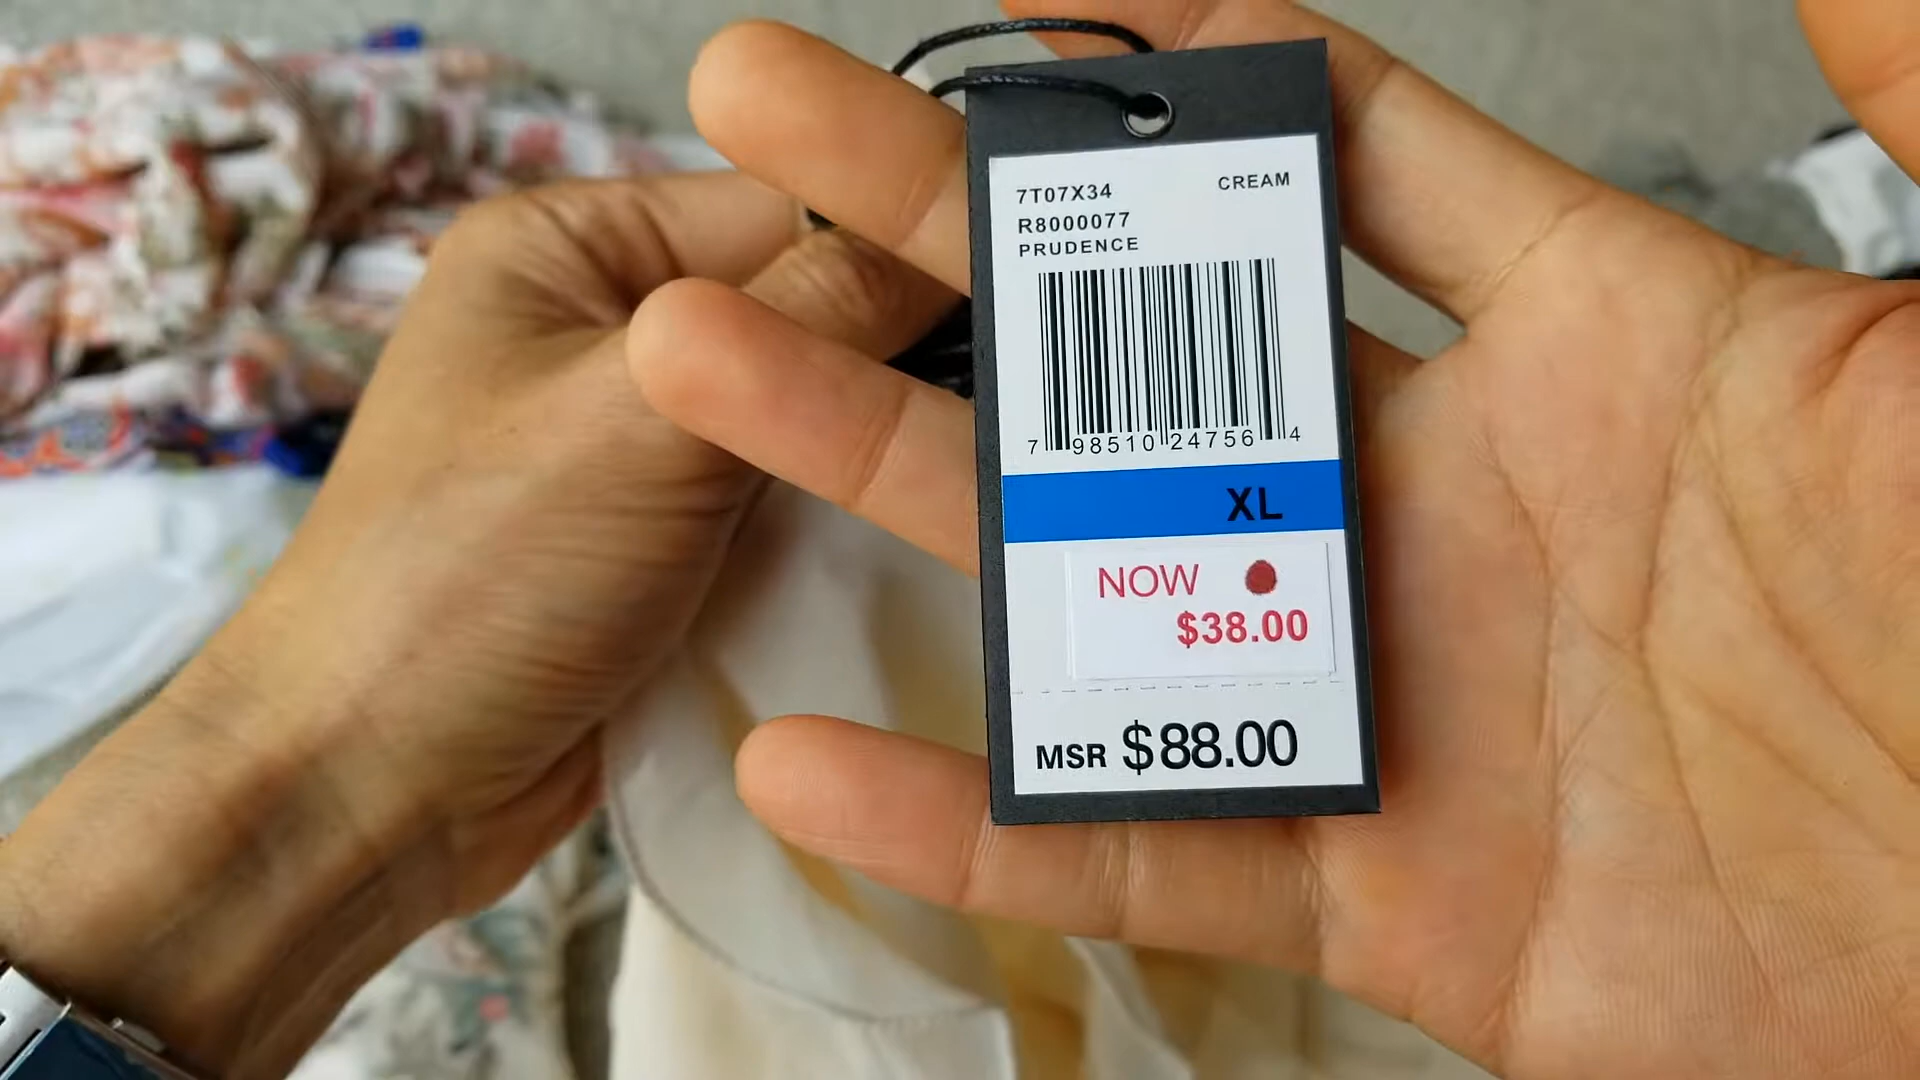 7T07X34 CREAM
R8000077
PRUDENCE
7 98510 24756 4
XL
NOW
$38.00
MSR $88.00